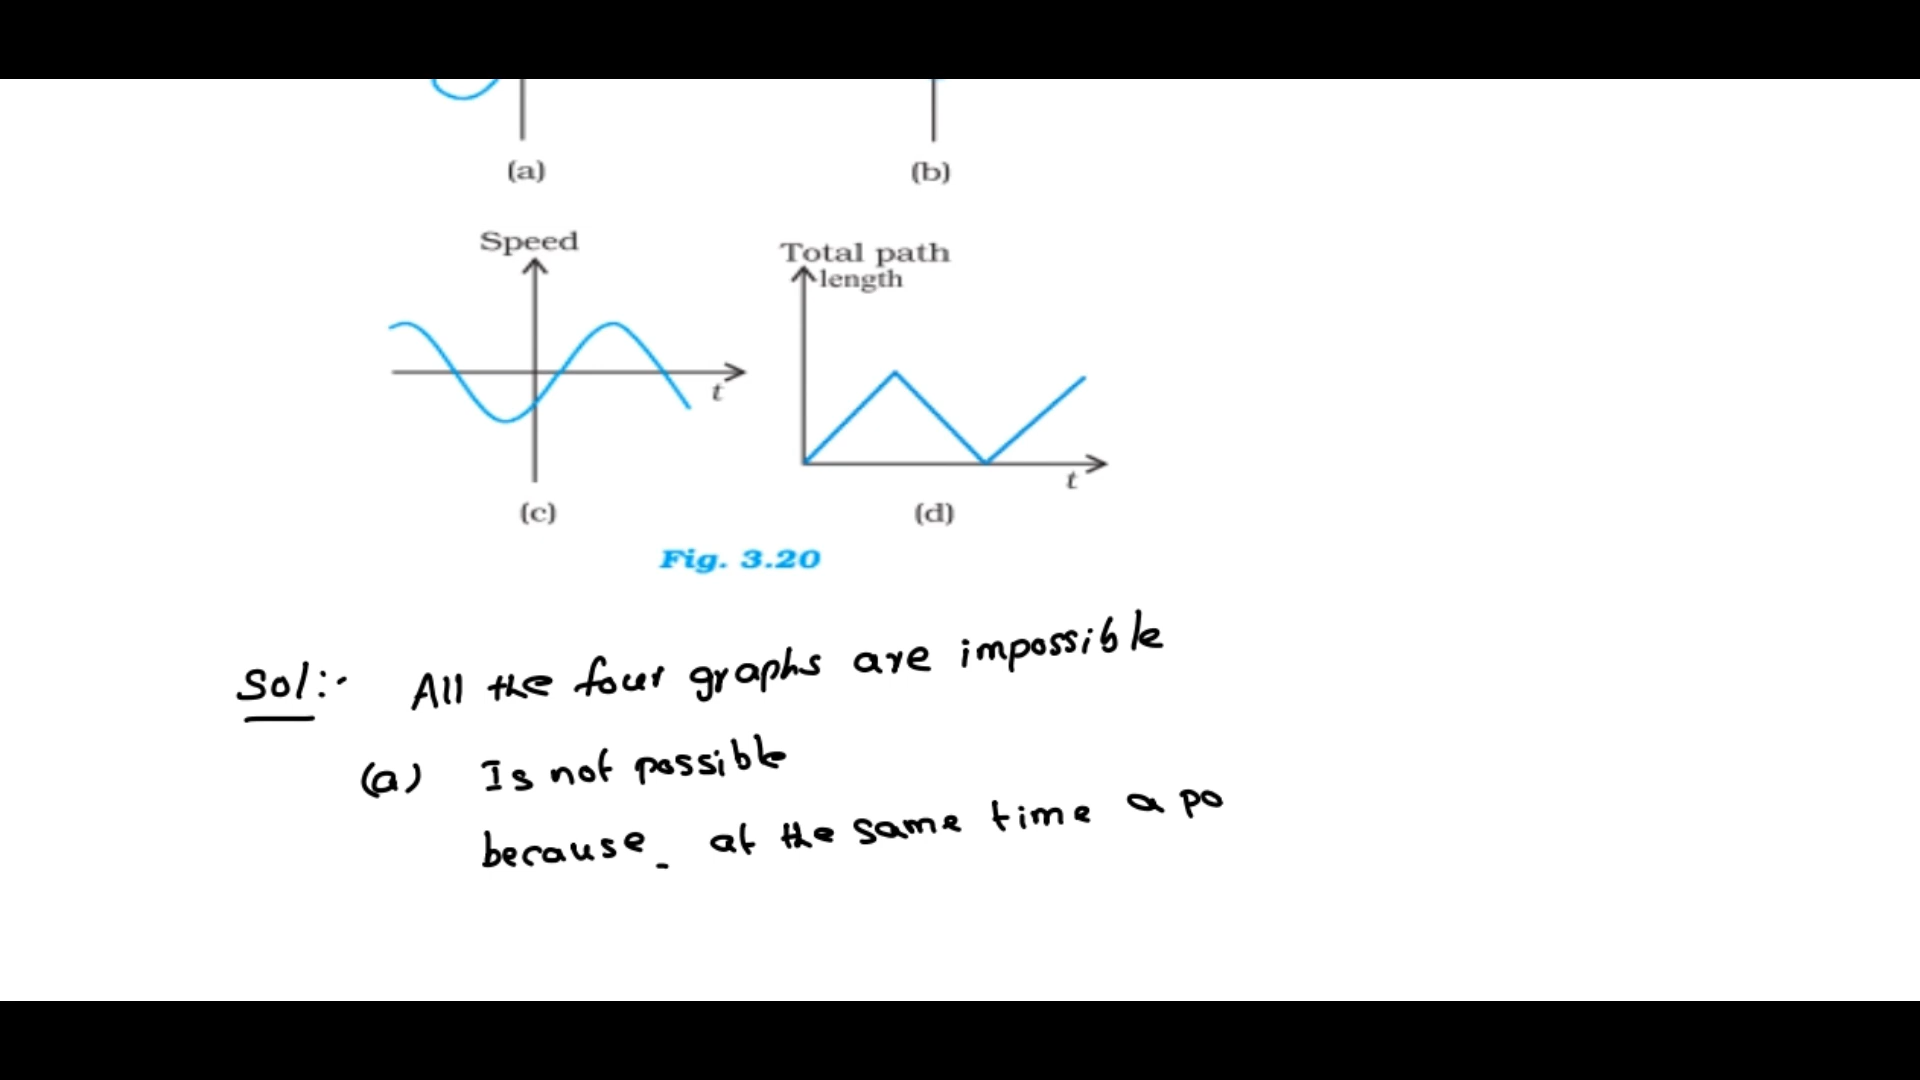 (a) (b)
Speed
Total path
length
t
t
(c) (d)
Fig. 3.20
Sol:- All the four graphs are impossible
(a) Is not possible
because at the same time a po